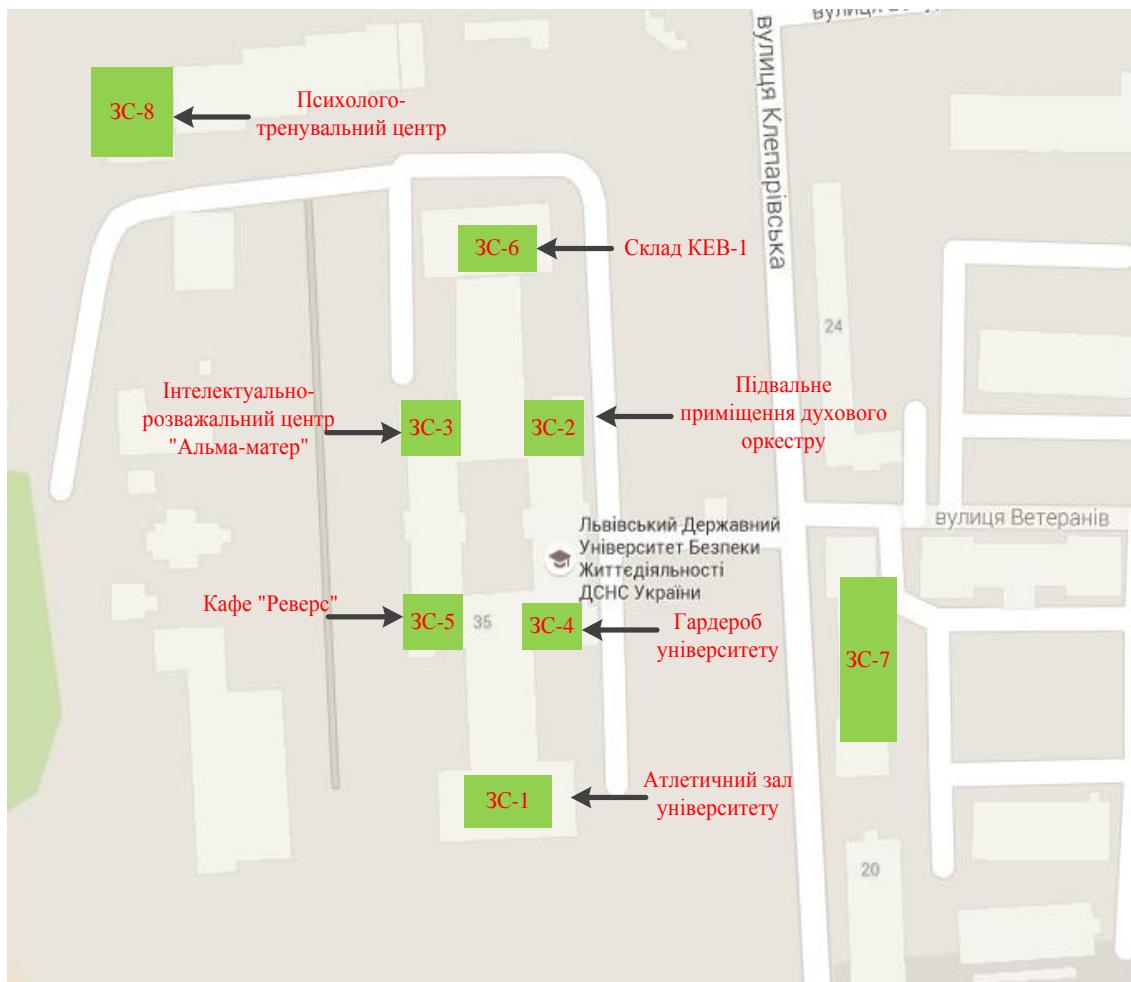 вулиця Клепарівська
ЗС-8
Психолого-
тренувальний центр
ЗС-6
Склад КЕВ-1
24
Інтелектуально-
розважальний центр
"Альма-матер"
ЗС-3
ЗС-2
Підвальне
приміщення духового
оркестру
вулиця Ветеранів
Львівський Державний
Університет Безпеки
Життєдіяльності
ДСНС України
Кафе "Реверс"
ЗС-5
35
ЗС-4
Гардероб
університету
ЗС-7
ЗС-1
Атлетичний зал
університету
20